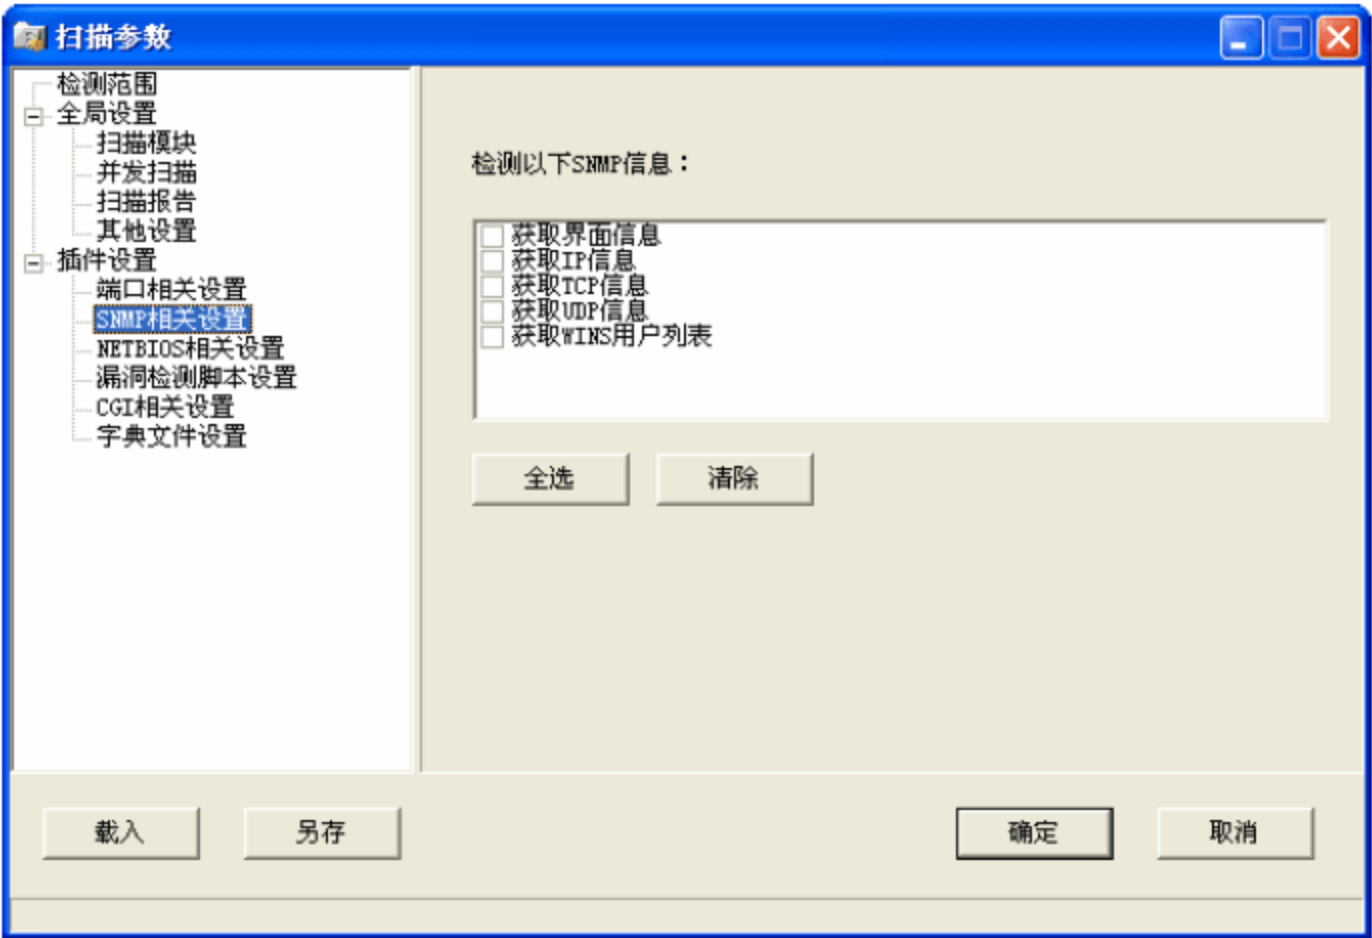 扫描参数
检测范围
全局设置
扫描模块
并发扫描
扫描报告
其他设置
插件设置
端口相关设置
SNMP相关设置
NETBIOS相关设置
漏洞检测脚本设置
CGI相关设置
字典文件设置
检测以下SNMP信息：
获取界面信息
获取IP信息
获取TCP信息
获取UDP信息
获取WINS用户列表
全选 清除
载入 另存 确定 取消